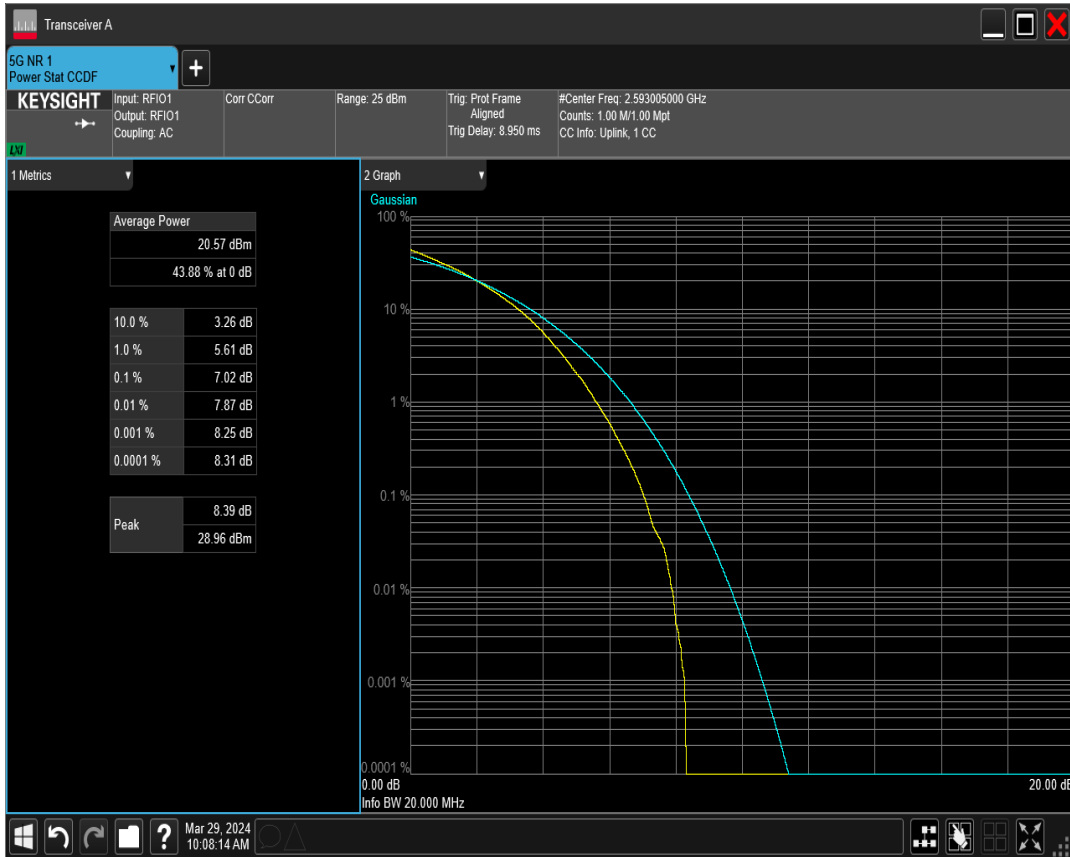 Transceiver A
5G NR 1
Power Stat CCDF
+
KEYSIGHT
LXI
Input: RFIO1
Output: RFIO1
Coupling: AC
Corr CCorr
Range: 25 dBm
Trig: Prot Frame
Aligned
Trig Delay: 8.950 ms
#Center Freq: 2.593005000 GHz
Counts: 1.00 M/1.00 Mpt
CC Info: Uplink, 1 CC
1 Metrics
Average Power
20.57 dBm
43.88 % at 0 dB
10.0 % 3.26 dB
1.0 % 5.61 dB
0.1 % 7.02 dB
0.01 % 7.87 dB
0.001 % 8.25 dB
0.0001 % 8.31 dB
Peak 8.39 dB
28.96 dBm
2 Graph
Gaussian
100 %
10 %
1 %
0.1 %
0.01 %
0.001 %
0.0001 %
0.00 dB 20.00 dB
Info BW 20.000 MHz
?
Mar 29, 2024
10:08:14 AM